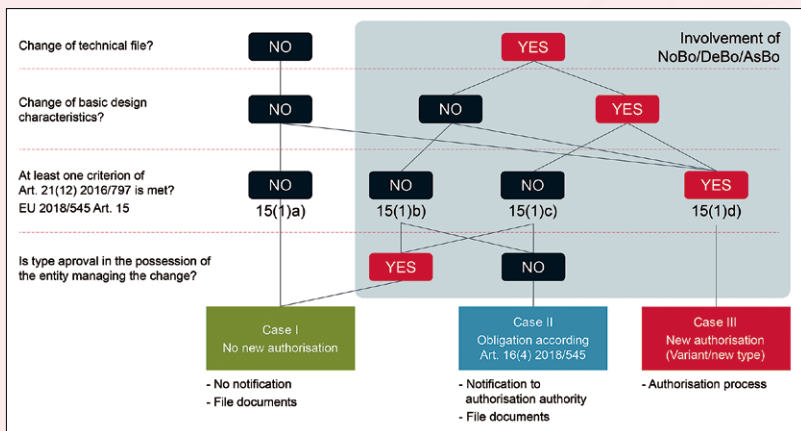 Involvement of
NoBo/DeBo/AsBo
Change of technical file?
NO
YES
Change of basic design
characteristics?
NO
NO
YES
At least one criterion of
Art. 21(12) 2016/797 is met?
EU 2018/545 Art. 15
NO
NO
NO
YES
15(1)a)
15(1)b)
15(1)c)
15(1)d)
Is type aproval in the possession of
the entity managing the change?
YES
NO
Case I
No new authorisation
Case II
Obligation according
Art. 16(4) 2018/545
Case III
New authorisation
(Variant/new type)
- No notification
- File documents
- Notification to
authorisation authority
- File documents
- Authorisation process